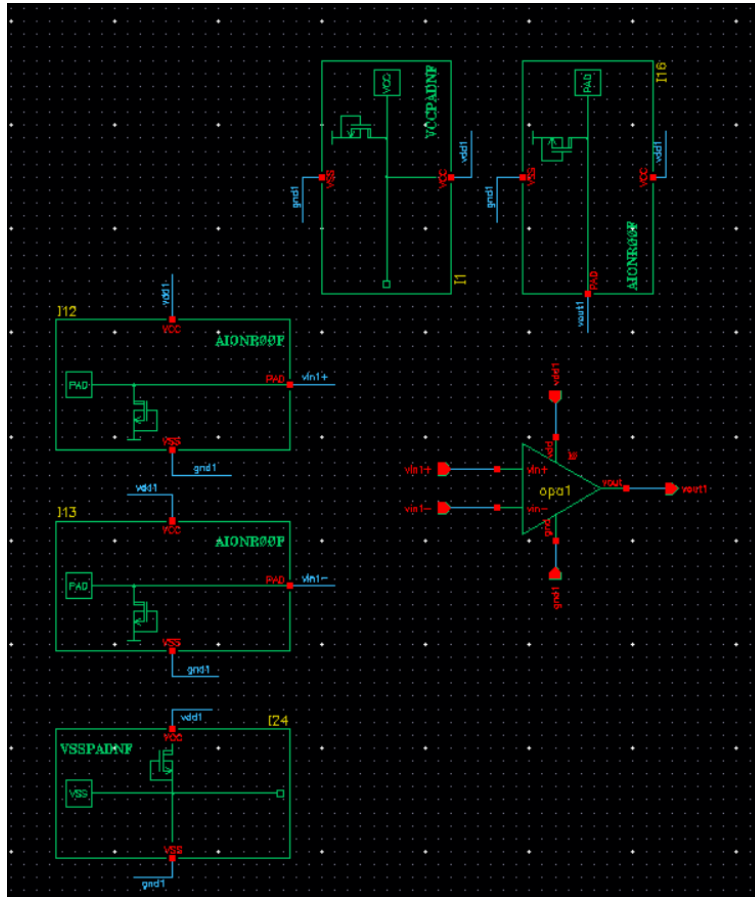 I16
VCC
VCCPADNF
vdd1
VSS
VCC
gnd1
I1
PAD
vdd1
VSS
VCC
gnd1
AIONR00F
PAD
vout1
vdd1
I12
VCC
AIONR00F
PAD
PAD
vin1+
VSS
gnd1
vdd1
I13
VCC
AIONR00F
PAD
PAD
vin1-
VSS
gnd1
vdd1
I24
VCC
VSSPADNF
VSS
VSS
gnd1
vdd1
vdd
vin1+
vin+
vout
vout1
opa1
vin1-
vin-
gnd
gnd1